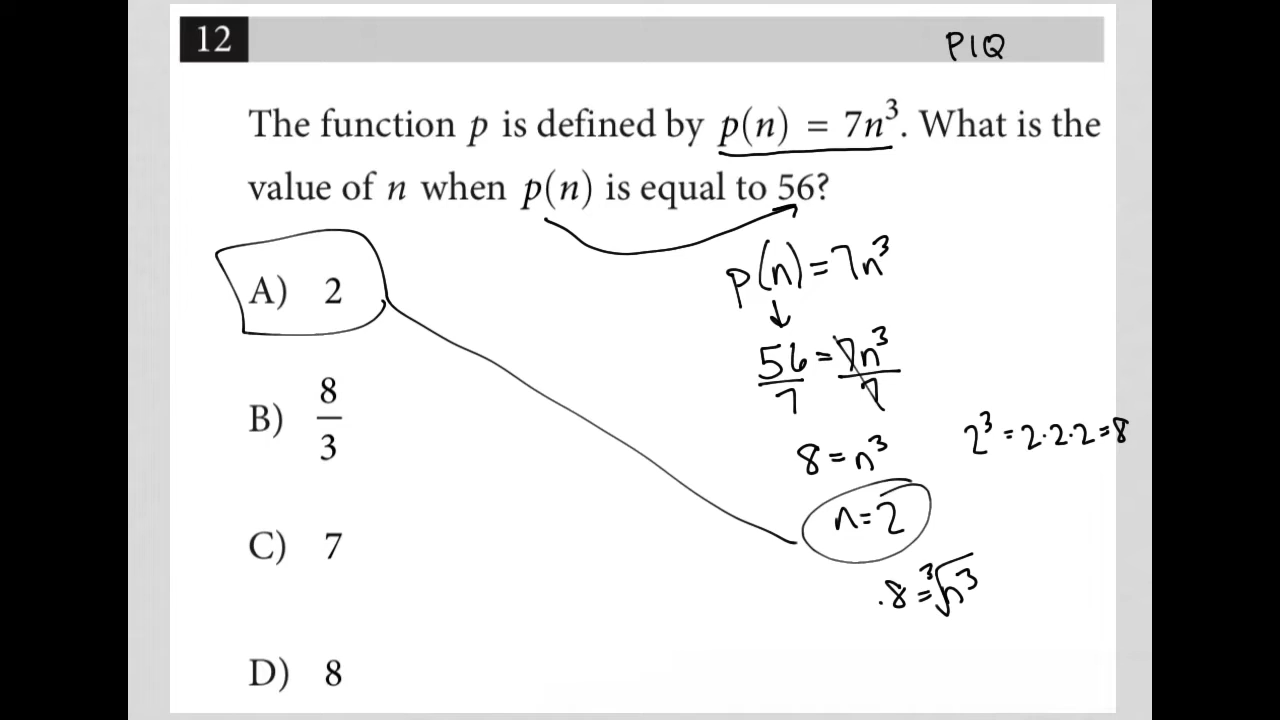 12
PIQ
The function p is defined by p(n) = 7n³. What is the
value of n when p(n) is equal to 56?
A) 2
B) 8/3
C) 7
D) 8
p(n) = 7n³
↓
56/7 = 7n³/7
8 = n³
2³ = 2·2·2 = 8
n = 2
.8 = ∛n³